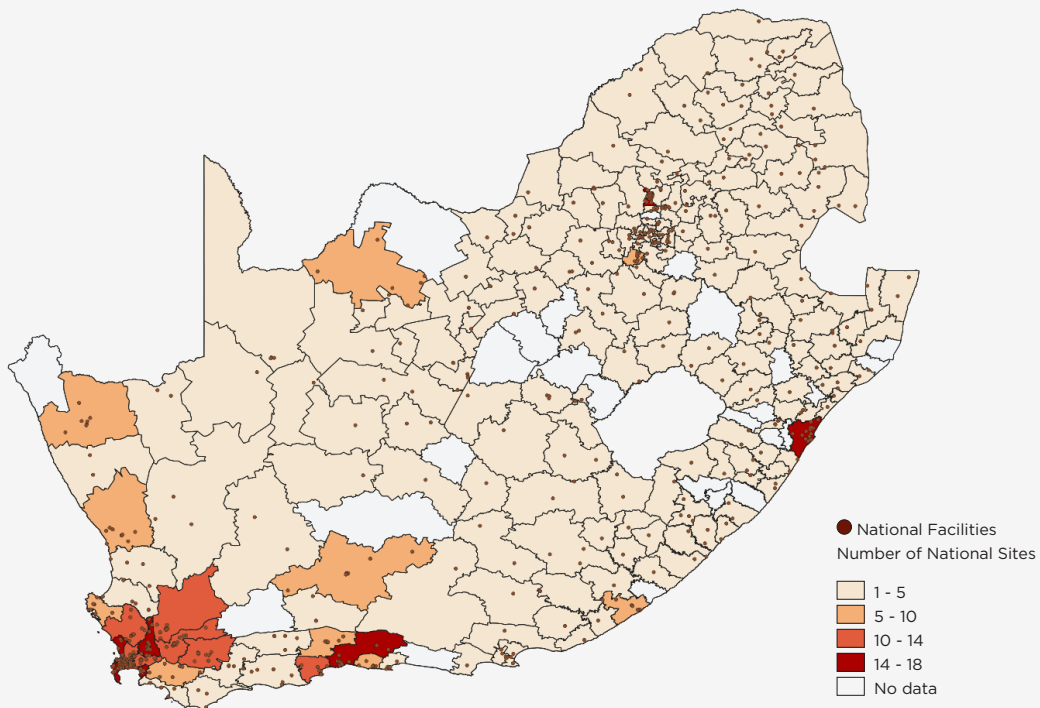 National Facilities
Number of National Sites
1 - 5
5 - 10
10 - 14
14 - 18
No data